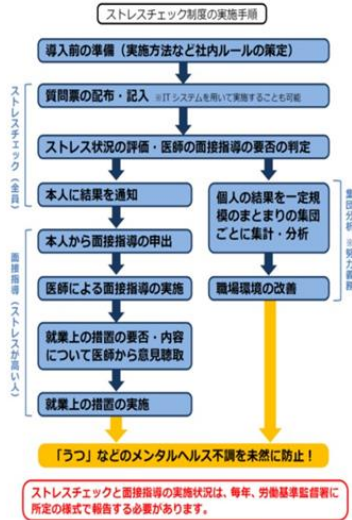 ストレスチェック制度の実施手順
導入前の準備（実施方法など社内ルールの策定）
質問票の配布・記入 ※ITシステムを用いて実施することも可能
ストレス状況の評価・医師の面接指導の要否の判定
ストレスチェック（全員）
本人に結果を通知
個人の結果を一定規
模のまとまりの集団
ごとに集計・分析
集団分析 ※努力義務
面接指導（ストレスが高い人）
本人から面接指導の申出
医師による面接指導の実施
職場環境の改善
就業上の措置の要否・内容
について医師から意見聴取
就業上の措置の実施
「うつ」などのメンタルヘルス不調を未然に防止！
ストレスチェックと面接指導の実施状況は、毎年、労働基準監督署に
所定の様式で報告する必要があります。